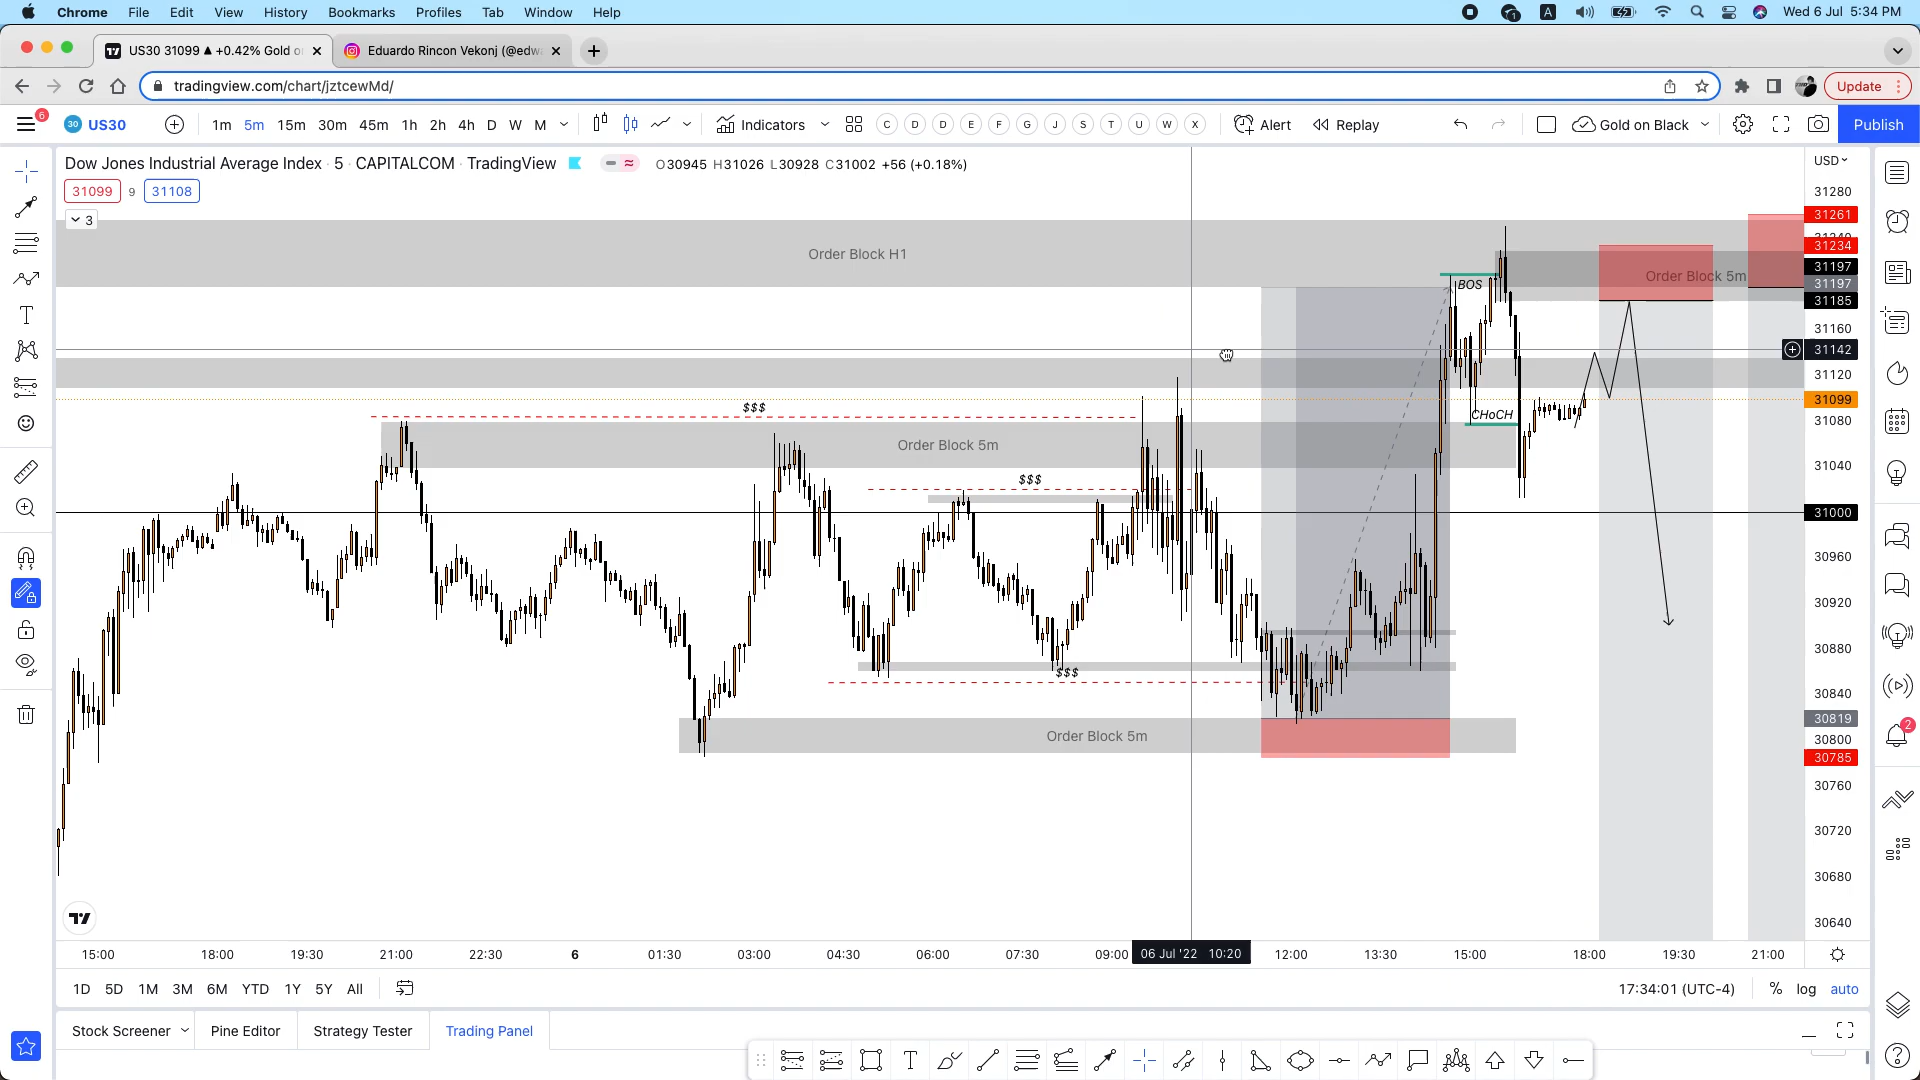 Chrome File Edit View History Bookmarks Profiles Tab Window Help
A
Wed 6 Jul 5:34 PM
US30 31099 ▲ +0.42% Gold o
Eduardo Rincon Vekonj (@edw
tradingview.com/chart/jztcewMd/
Update
6
30 US30
1m 5m 15m 30m 45m 1h 2h 4h D W M
Indicators
C D D E F G J S T U W X
Alert Replay
Gold on Black
Publish
Dow Jones Industrial Average Index · 5 · CAPITALCOM · TradingView
O30945 H31026 L30928 C31002 +56 (+0.18%)
USD
31099 9 31108
3
31280
31261
31240
31234
Order Block H1
31197
Order Block 5m
31197
BOS
31185
31160
31142
31120
31099
$$$
CHoCH
31080
Order Block 5m
31040
$$$
31000
30960
30920
30880
$$$
30840
30819
Order Block 5m
30800
30785
30760
30720
30680
30640
2
15:00 18:00 19:30 21:00 22:30 6 01:30 03:00 04:30 06:00 07:30 09:00 06 Jul '22 10:20 12:00 13:30 15:00 18:00 19:30 21:00
1D 5D 1M 3M 6M YTD 1Y 5Y All
17:34:01 (UTC-4) % log auto
Stock Screener Pine Editor Strategy Tester Trading Panel